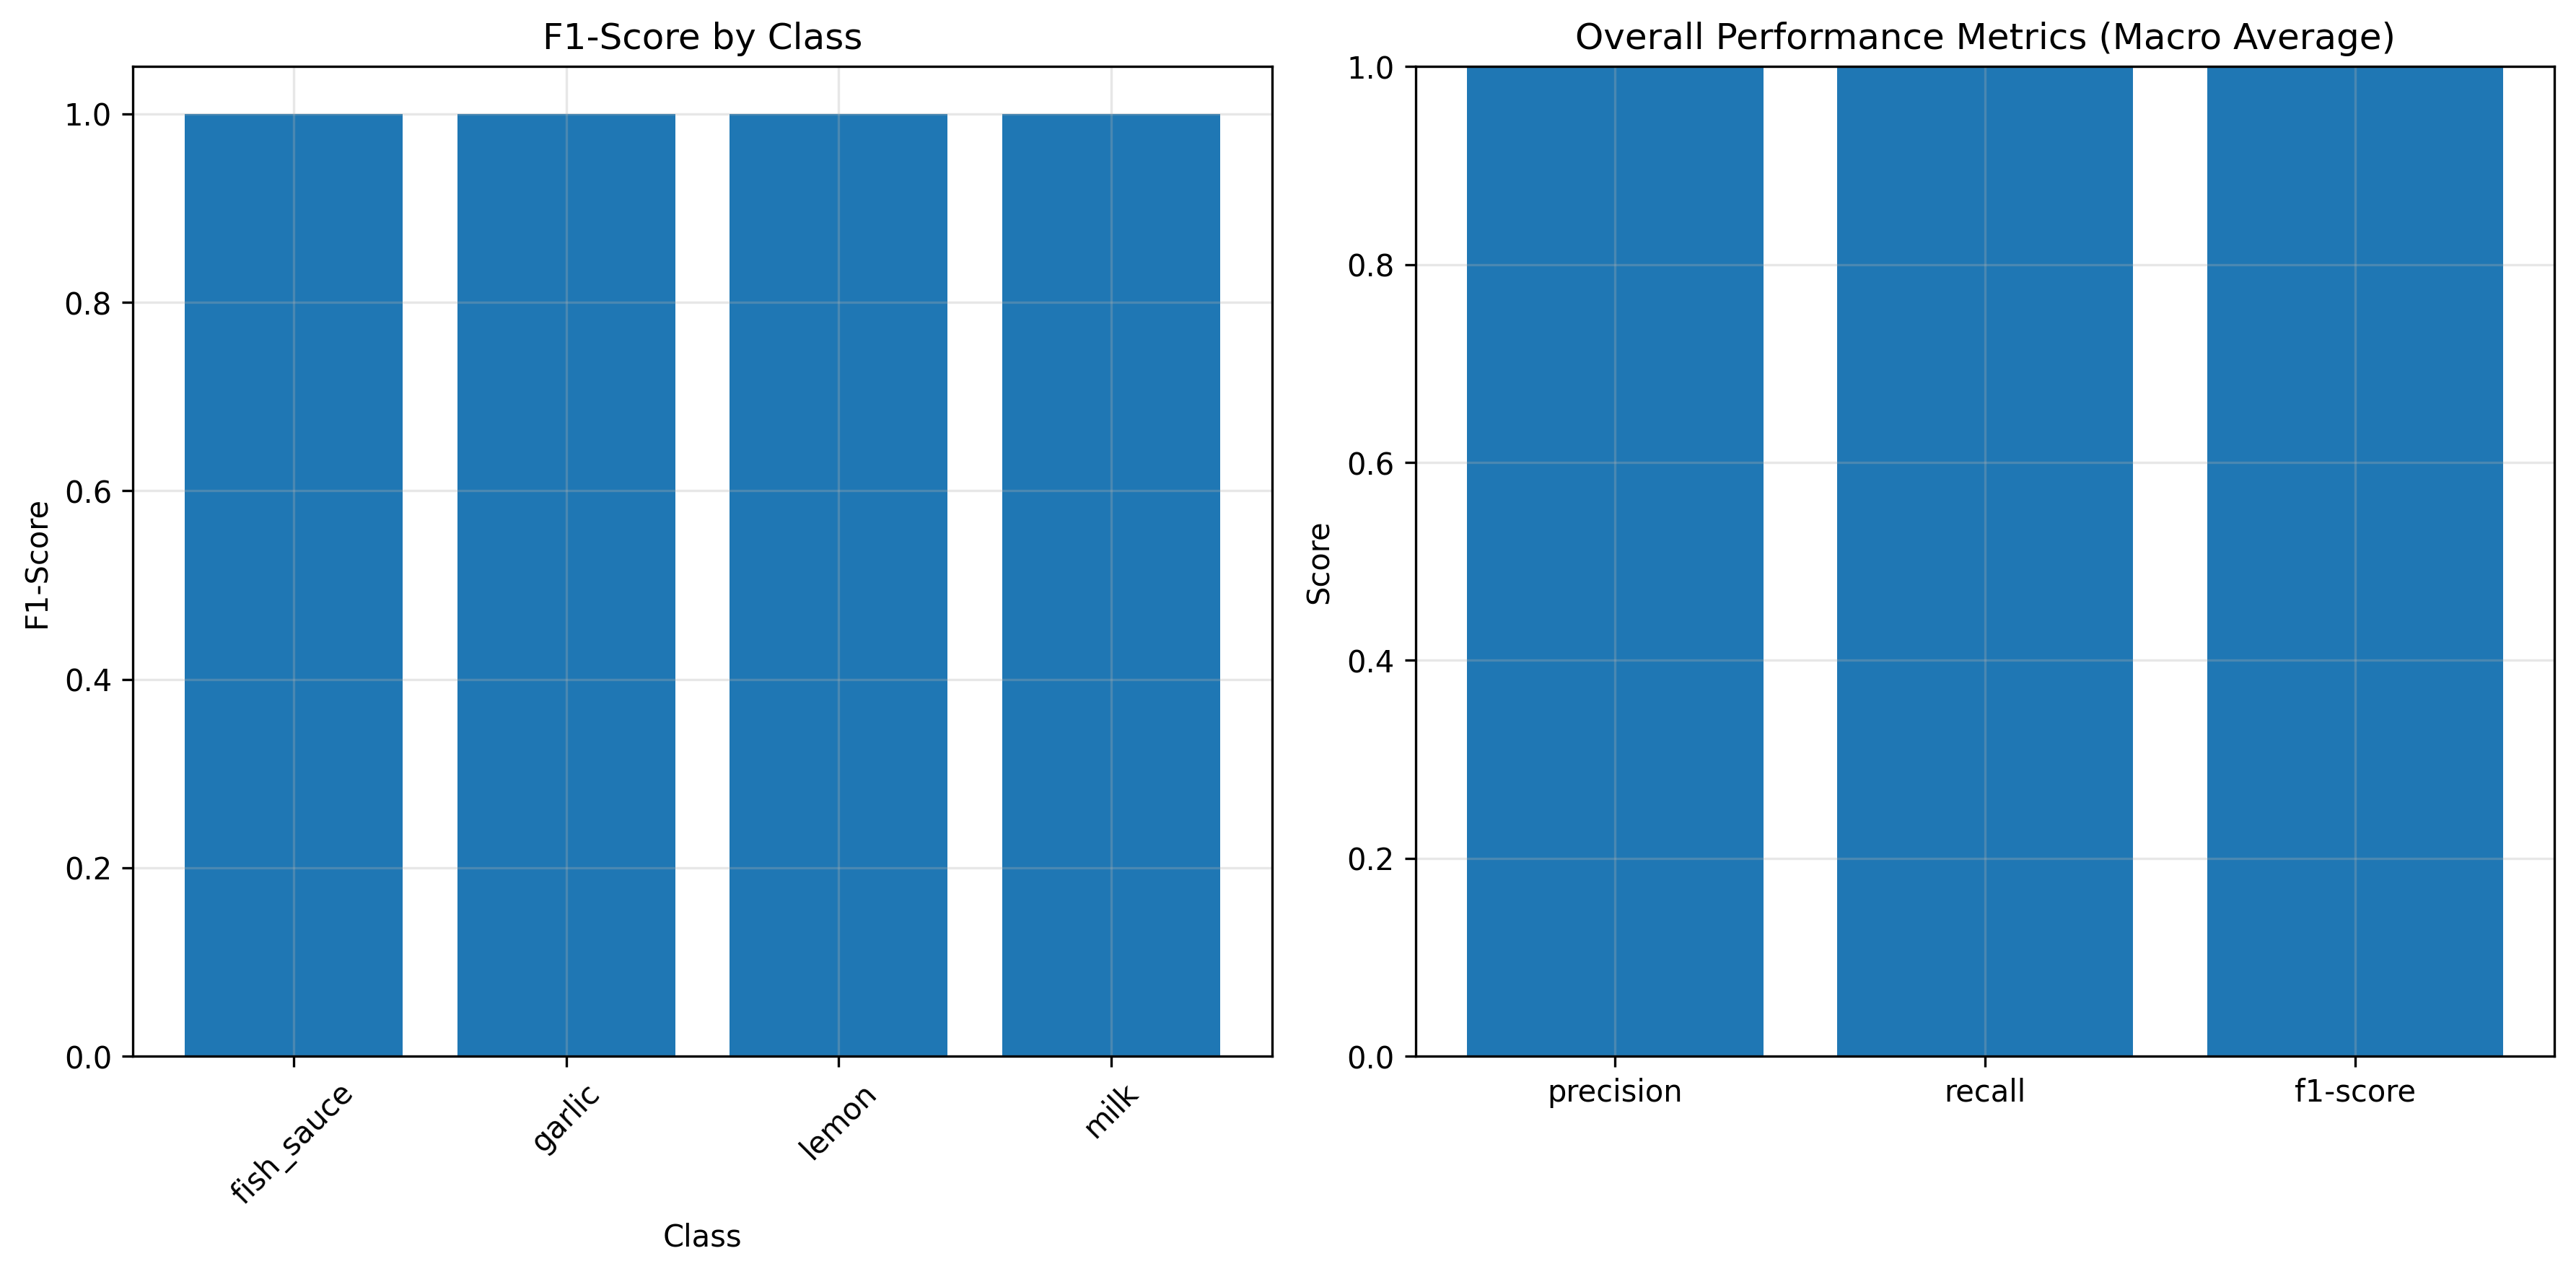 F1-Score by Class
F1-Score
1.0
0.8
0.6
0.4
0.2
0.0
fish_sauce
garlic
lemon
milk
Class
Overall Performance Metrics (Macro Average)
Score
1.0
0.8
0.6
0.4
0.2
0.0
precision
recall
f1-score